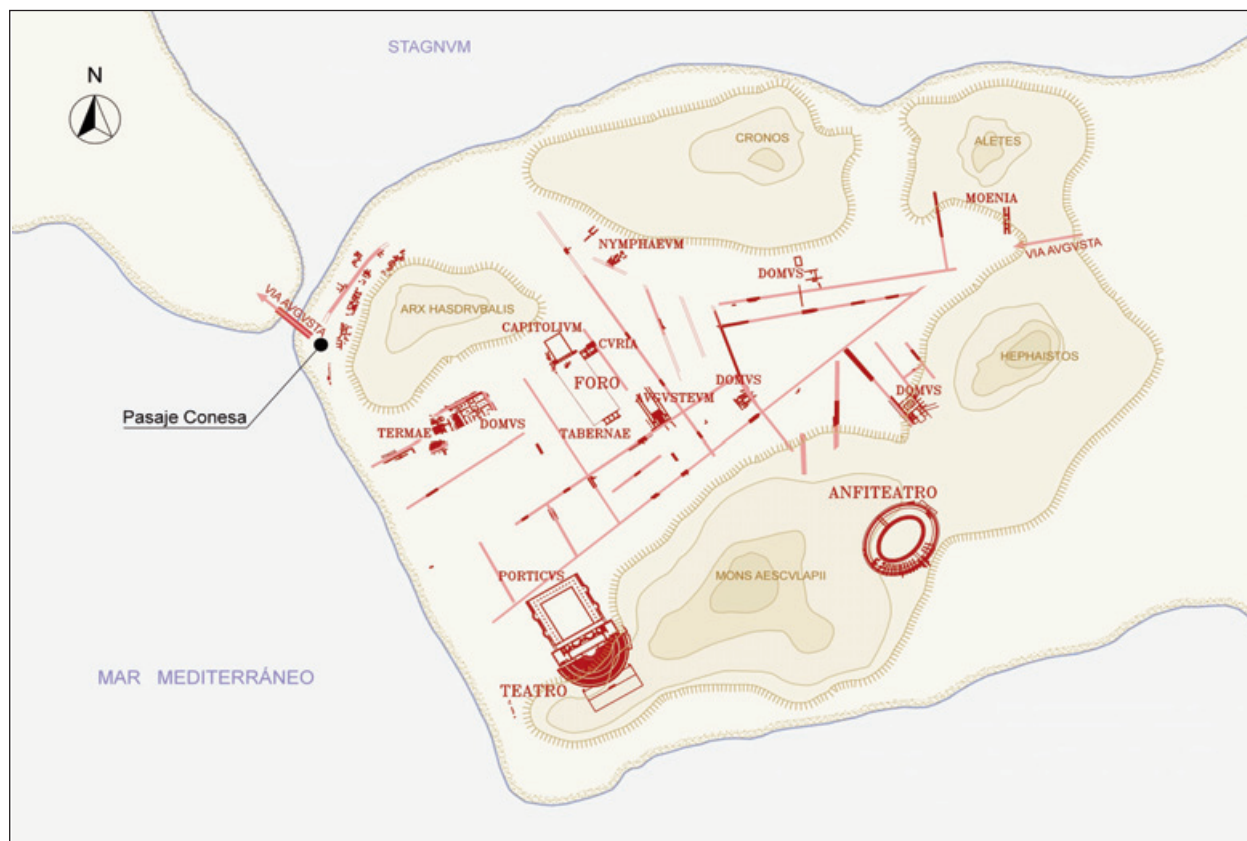 STAGNVM
N
CRONOS
ALETES
MOENIA
VIA AVGVSTA
NYMPHAEVM
DOMVS
VIA AVGVSTA
ARX HASDRVBALIS
CAPITOLIVM
CVRIA
HEPHAISTOS
FORO
DOMVS
DOMVS
AVGVSTEVM
Pasaje Conesa
TERMAE
DOMVS
TABERNAE
ANFITEATRO
PORTICVS
MONS AESCVLAPII
MAR MEDITERRÁNEO
TEATRO